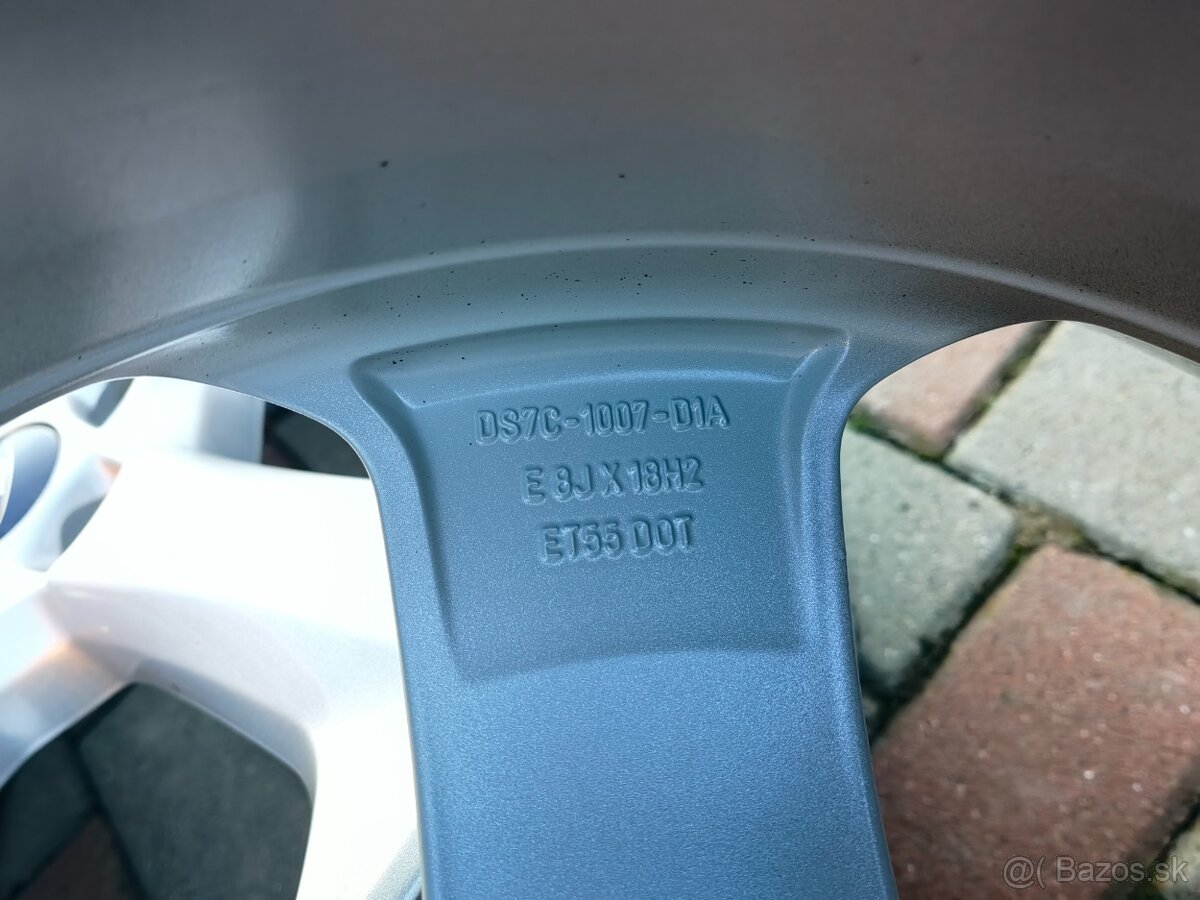 DS7C-1007-D1A
E 8J X 18H2
ET55 DOT
@( Bazos.sk